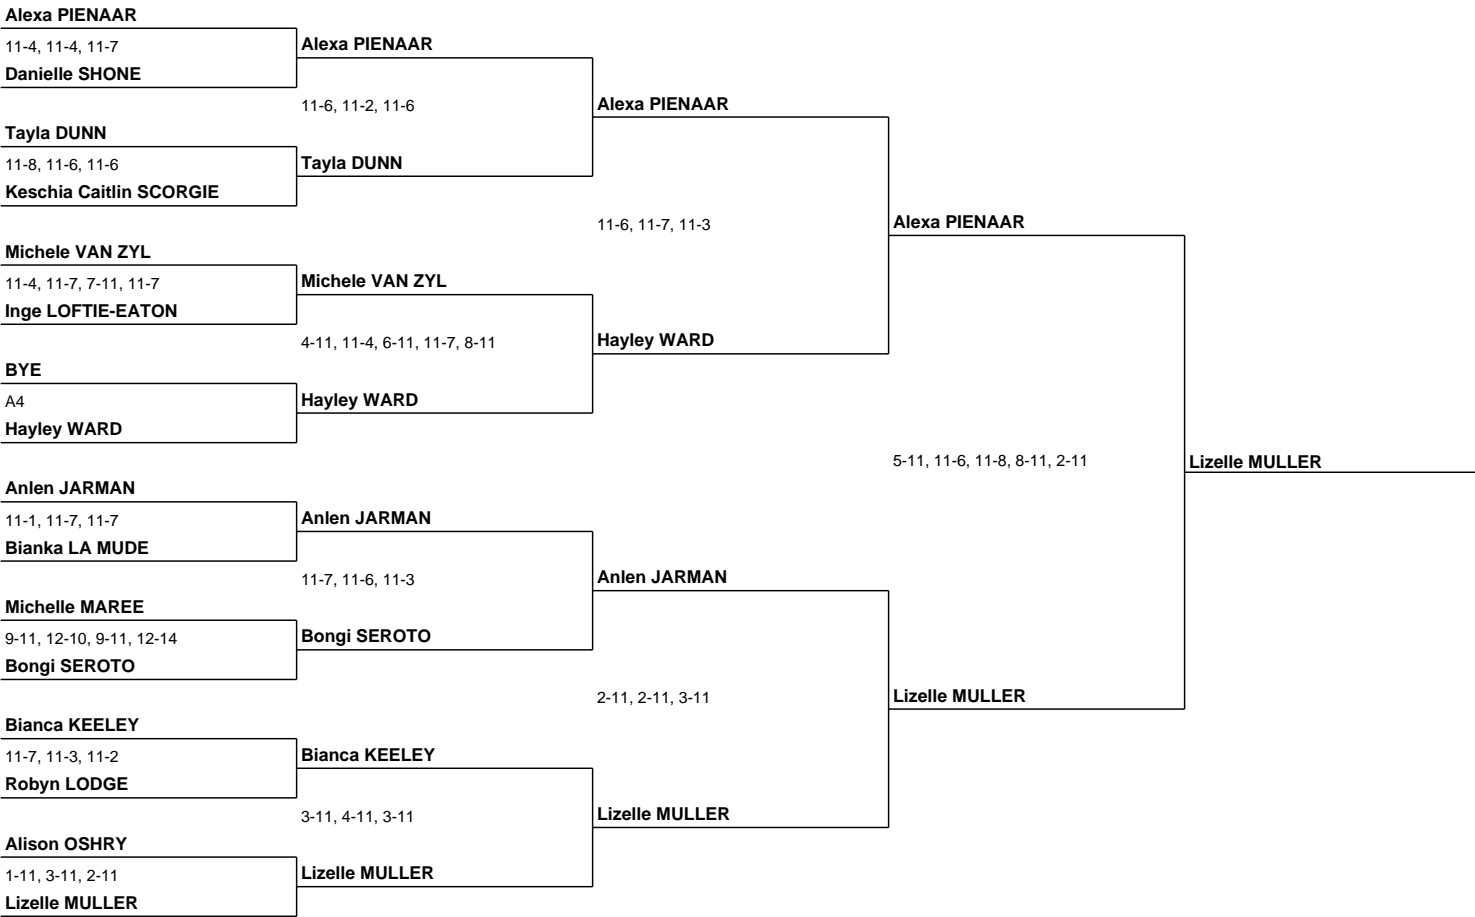 Alexa PIENAAR
11-4, 11-4, 11-7
Danielle SHONE
Tayla DUNN
11-8, 11-6, 11-6
Keschia Caitlin SCORGIE
Michele VAN ZYL
11-4, 11-7, 7-11, 11-7
Inge LOFTIE-EATON
BYE
A4
Hayley WARD
Anlen JARMAN
11-1, 11-7, 11-7
Bianka LA MUDE
Michelle MAREE
9-11, 12-10, 9-11, 12-14
Bongi SEROTO
Bianca KEELEY
11-7, 11-3, 11-2
Robyn LODGE
Alison OSHRY
1-11, 3-11, 2-11
Lizelle MULLER
Alexa PIENAAR
11-6, 11-2, 11-6
Tayla DUNN
Michele VAN ZYL
4-11, 11-4, 6-11, 11-7, 8-11
Hayley WARD
Anlen JARMAN
11-7, 11-6, 11-3
Bongi SEROTO
Bianca KEELEY
3-11, 4-11, 3-11
Lizelle MULLER
Alexa PIENAAR
11-6, 11-7, 11-3
Hayley WARD
Anlen JARMAN
2-11, 2-11, 3-11
Lizelle MULLER
Alexa PIENAAR
5-11, 11-6, 11-8, 8-11, 2-11
Lizelle MULLER
Lizelle MULLER